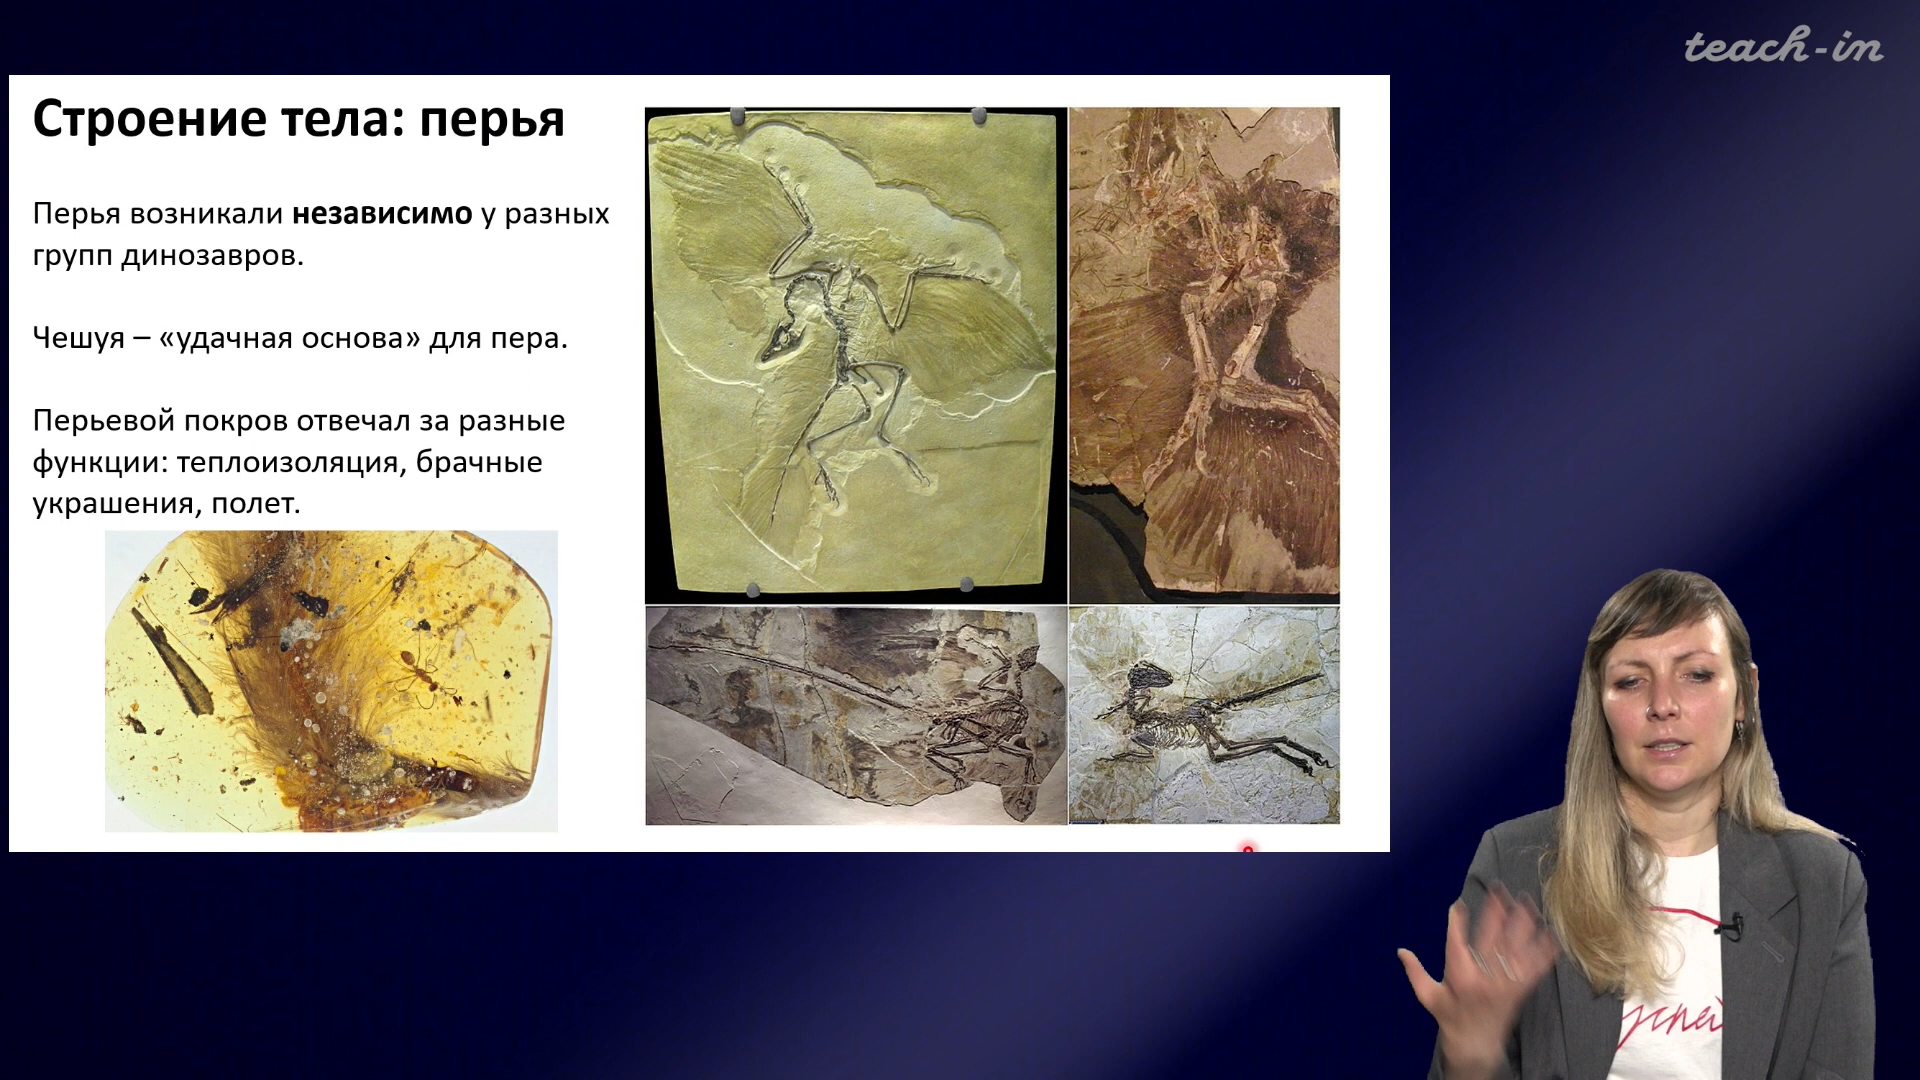 teach-in
Строение тела: перья
Перья возникали независимо у разных
групп динозавров.
Чешуя – «удачная основа» для пера.
Перьевой покров отвечал за разные
функции: теплоизоляция, брачные
украшения, полет.